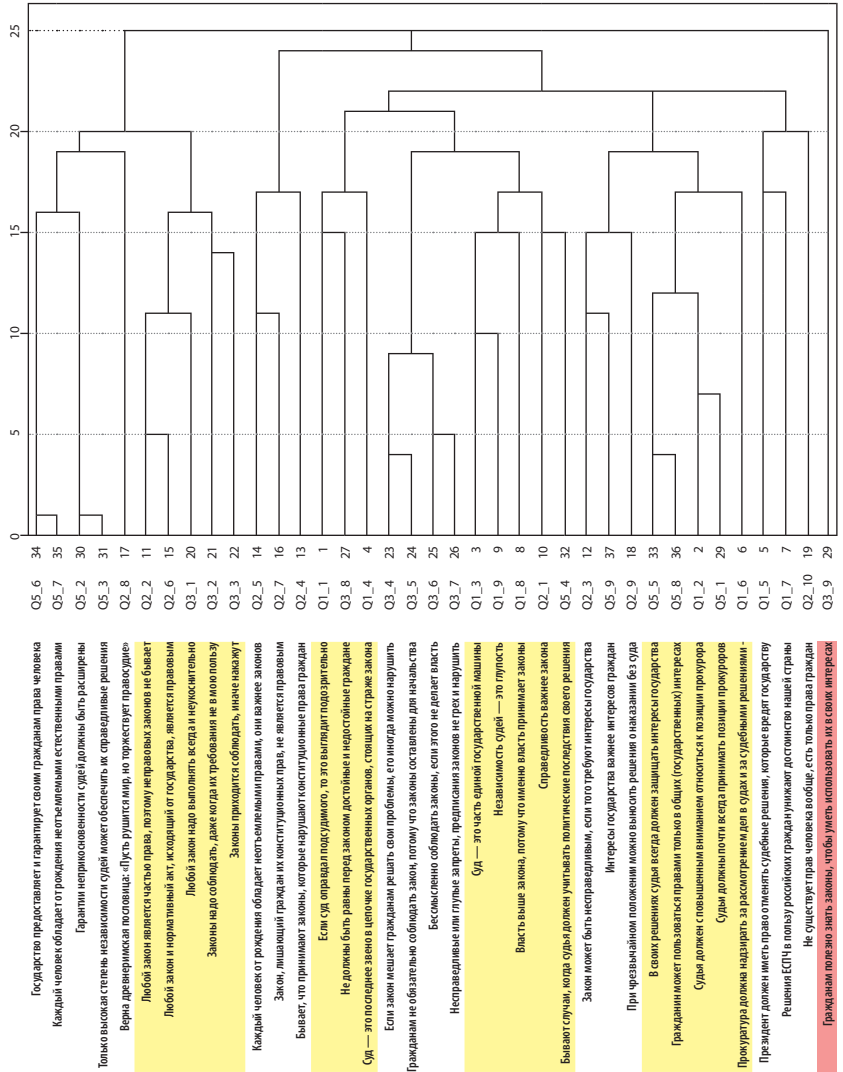 0 5 10 15 20 25
Государство предоставляет и гарантирует своим гражданам права человека Q5_6 34
Каждый человек обладает от рождения неотъемлемыми естественными правами Q5_7 35
Гарантии неприкосновенности судей должны быть расширены Q5_2 30
Только высокая степень независимости судей может обеспечить их справедливые решения Q5_3 31
Верна древнеримская пословица: «Пусть рушится мир, но торжествует правосудие» Q2_8 17
Любой закон является частью права, поэтому неправовых законов не бывает Q2_2 11
Любой закон и нормативный акт, исходящий от государства, является правовым Q2_6 15
Любой закон надо выполнять всегда и неукоснительно Q3_1 20
Законы надо соблюдать, даже когда их требования не в мою пользу Q3_2 21
Законы приходится соблюдать, иначе накажут Q3_3 22
Каждый человек от рождения обладает неотъемлемыми правами, они важнее законов Q2_5 14
Закон, лишающий граждан их конституционных прав, не является правовым Q2_7 16
Бывает, что принимают законы, которые нарушают конституционные права граждан Q2_4 13
Если суд оправдал подсудимого, то это выглядит подозрительно Q1_1 1
Не должны быть равны перед законом достойные и недостойные граждане Q3_8 27
Суд — это последнее звено в цепочке государственных органов, стоящих на страже закона Q1_4 4
Если закон мешает гражданам решать свои проблемы, его иногда можно нарушить Q3_4 23
Гражданам не обязательно соблюдать закон, потому что законы составлены для начальства Q3_5 24
Бессмысленно соблюдать законы, если этого не делает власть Q3_6 25
Несправедливые или глупые запреты, предписания законов не грех и нарушить Q3_7 26
Суд — это часть единой государственной машины Q1_3 3
Независимость судей — это глупость Q1_9 9
Власть выше закона, потому что именно власть принимает законы Q1_8 8
Справедливость важнее закона Q2_1 10
Бывают случаи, когда судья должен учитывать политические последствия своего решения Q5_4 32
Закон может быть несправедливым, если того требуют интересы государства Q2_3 12
Интересы государства важнее интересов граждан Q5_9 37
При чрезвычайном положении можно выносить решения о наказании без суда Q2_9 18
В своих решениях судья всегда должен защищать интересы государства Q5_5 33
Гражданин может пользоваться правами только в общих (государственных) интересах Q5_8 36
Судья должен с повышенным вниманием относиться к позиции прокурора Q1_2 2
Судьи должны почти всегда принимать позиции прокуроров Q5_1 29
Прокуратура должна надзирать за рассмотрением дел в судах и за судебными решениями - Q1_6 6
Президент должен иметь право отменять судебные решения, которые вредят государству Q1_5 5
Решения ЕСПЧ в пользу российских граждан унижают достоинство нашей страны Q1_7 7
Не существует прав человека вообще, есть только права граждан Q2_10 19
Гражданам полезно знать законы, чтобы уметь использовать их в своих интересах Q3_9 29